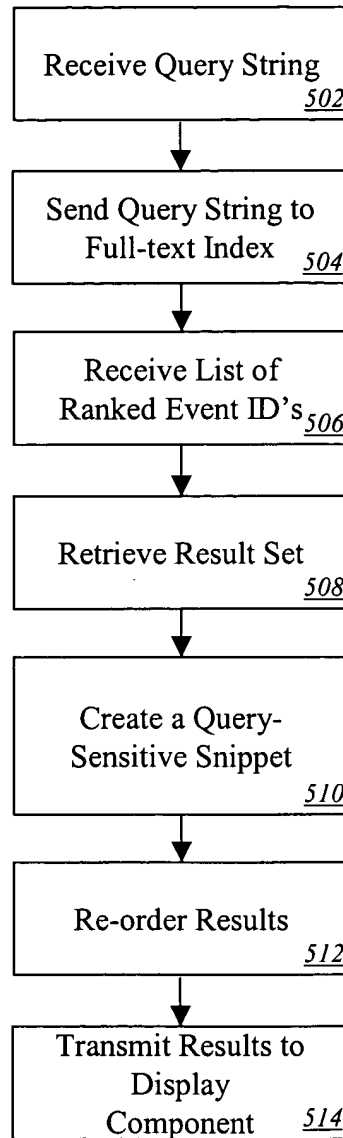 Receive Query String
502
Send Query String to
Full-text Index
504
Receive List of
Ranked Event ID's
506
Retrieve Result Set
508
Create a Query-
Sensitive Snippet
510
Re-order Results
512
Transmit Results to
Display
Component
514